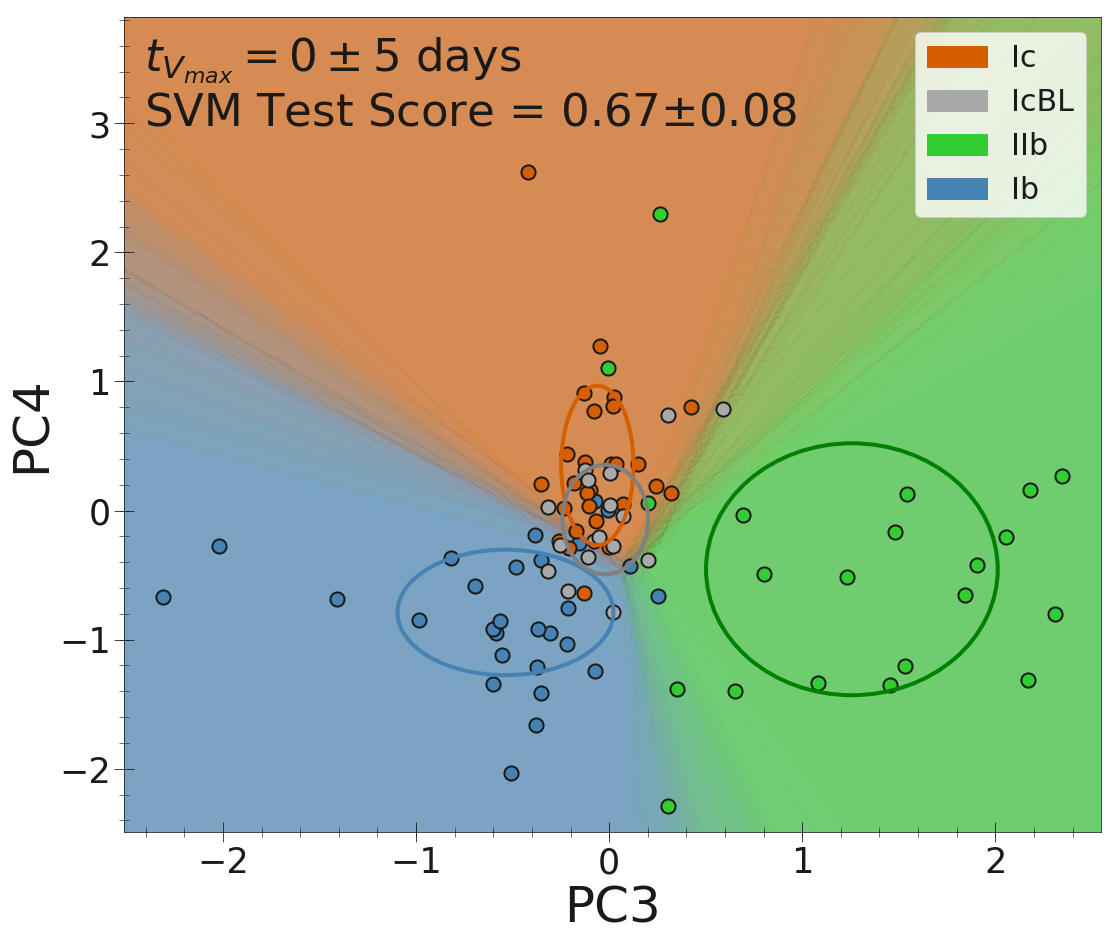 t_{V_{max}} = 0 ± 5 days
SVM Test Score = 0.67±0.08
Ic
IcBL
IIb
Ib
3
2
1
0
−1
−2
PC4
−2
−1
0
1
2
PC3